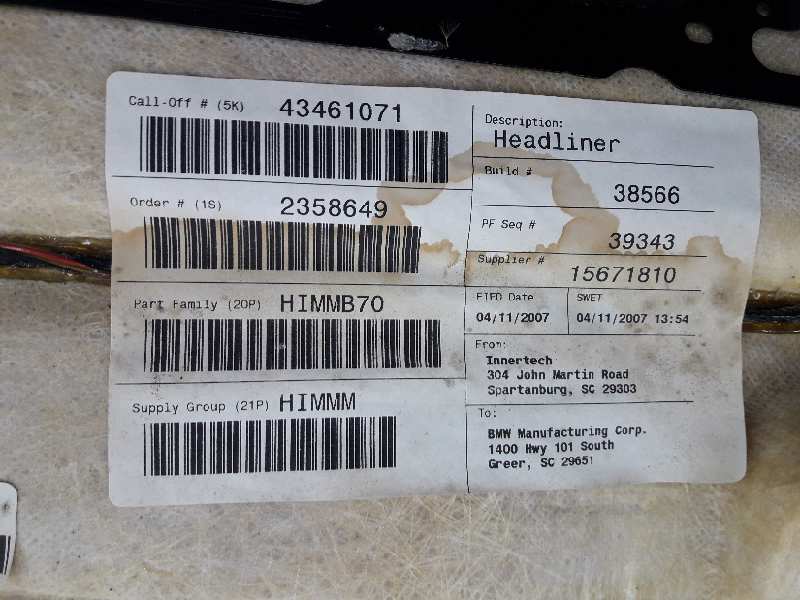 Call-Off # (5K) 43461071
Order # (1S) 2358649
Part Family (20P) HIMMB70
Supply Group (21P) HIMMM
Description:
Headliner
Build #
38566
PF Seq #
39343
Supplier #
15671810
FIFD Date
04/11/2007
SWET
04/11/2007 13:54
From:
Innertech
304 John Martin Road
Spartanburg, SC 29303
To:
BMW Manufacturing Corp.
1400 Hwy 101 South
Greer, SC 29651